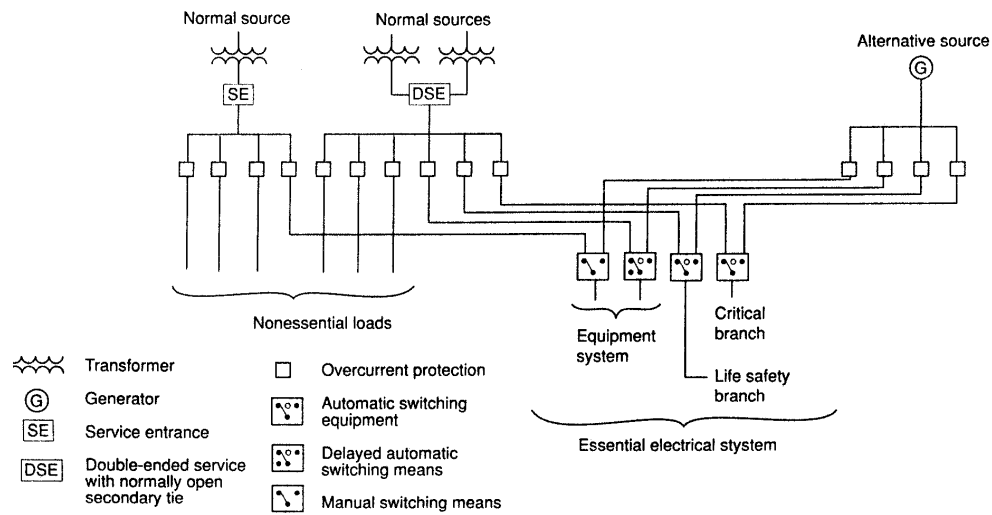 Normal source
Normal sources
Alternative source
G
SE
DSE
Nonessential loads
Equipment
system
Critical
branch
Life safety
branch
Essential electrical stystem
Transformer
G
Generator
SE
Service entrance
DSE
Double-ended service
with normally open
secondary tie
Overcurrent protection
Automatic switching
equipment
Delayed automatic
switching means
Manual switching means